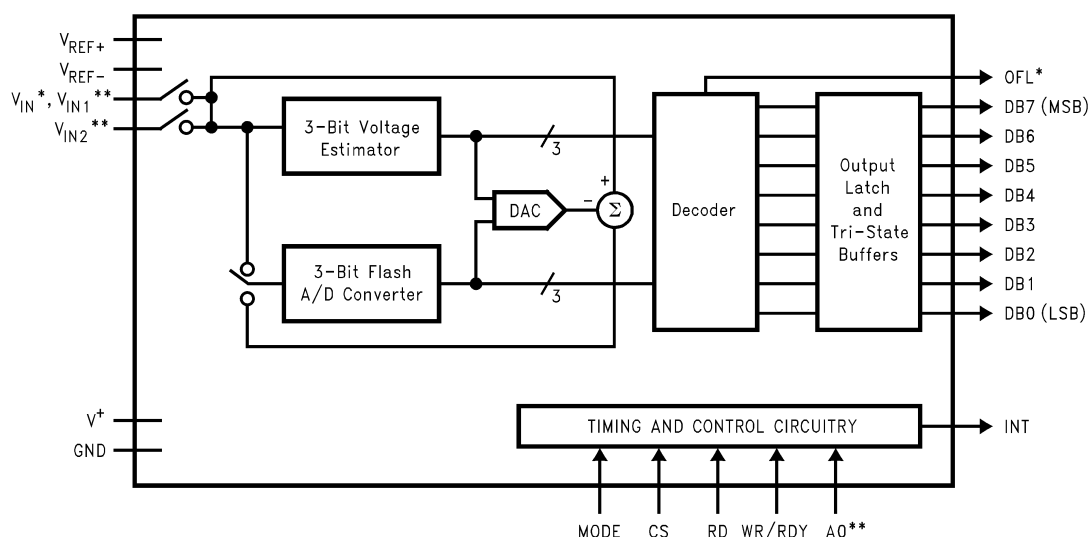 VREF+
VREF-
VIN*, VIN1**
VIN2**
3-Bit Voltage
Estimator
3
DAC
+
-
Σ
3-Bit Flash
A/D Converter
3
Decoder
Output
Latch
and
Tri-State
Buffers
OFL*
DB7 (MSB)
DB6
DB5
DB4
DB3
DB2
DB1
DB0 (LSB)
V+
GND
TIMING AND CONTROL CIRCUITRY
INT
MODE CS RD WR/RDY A0**